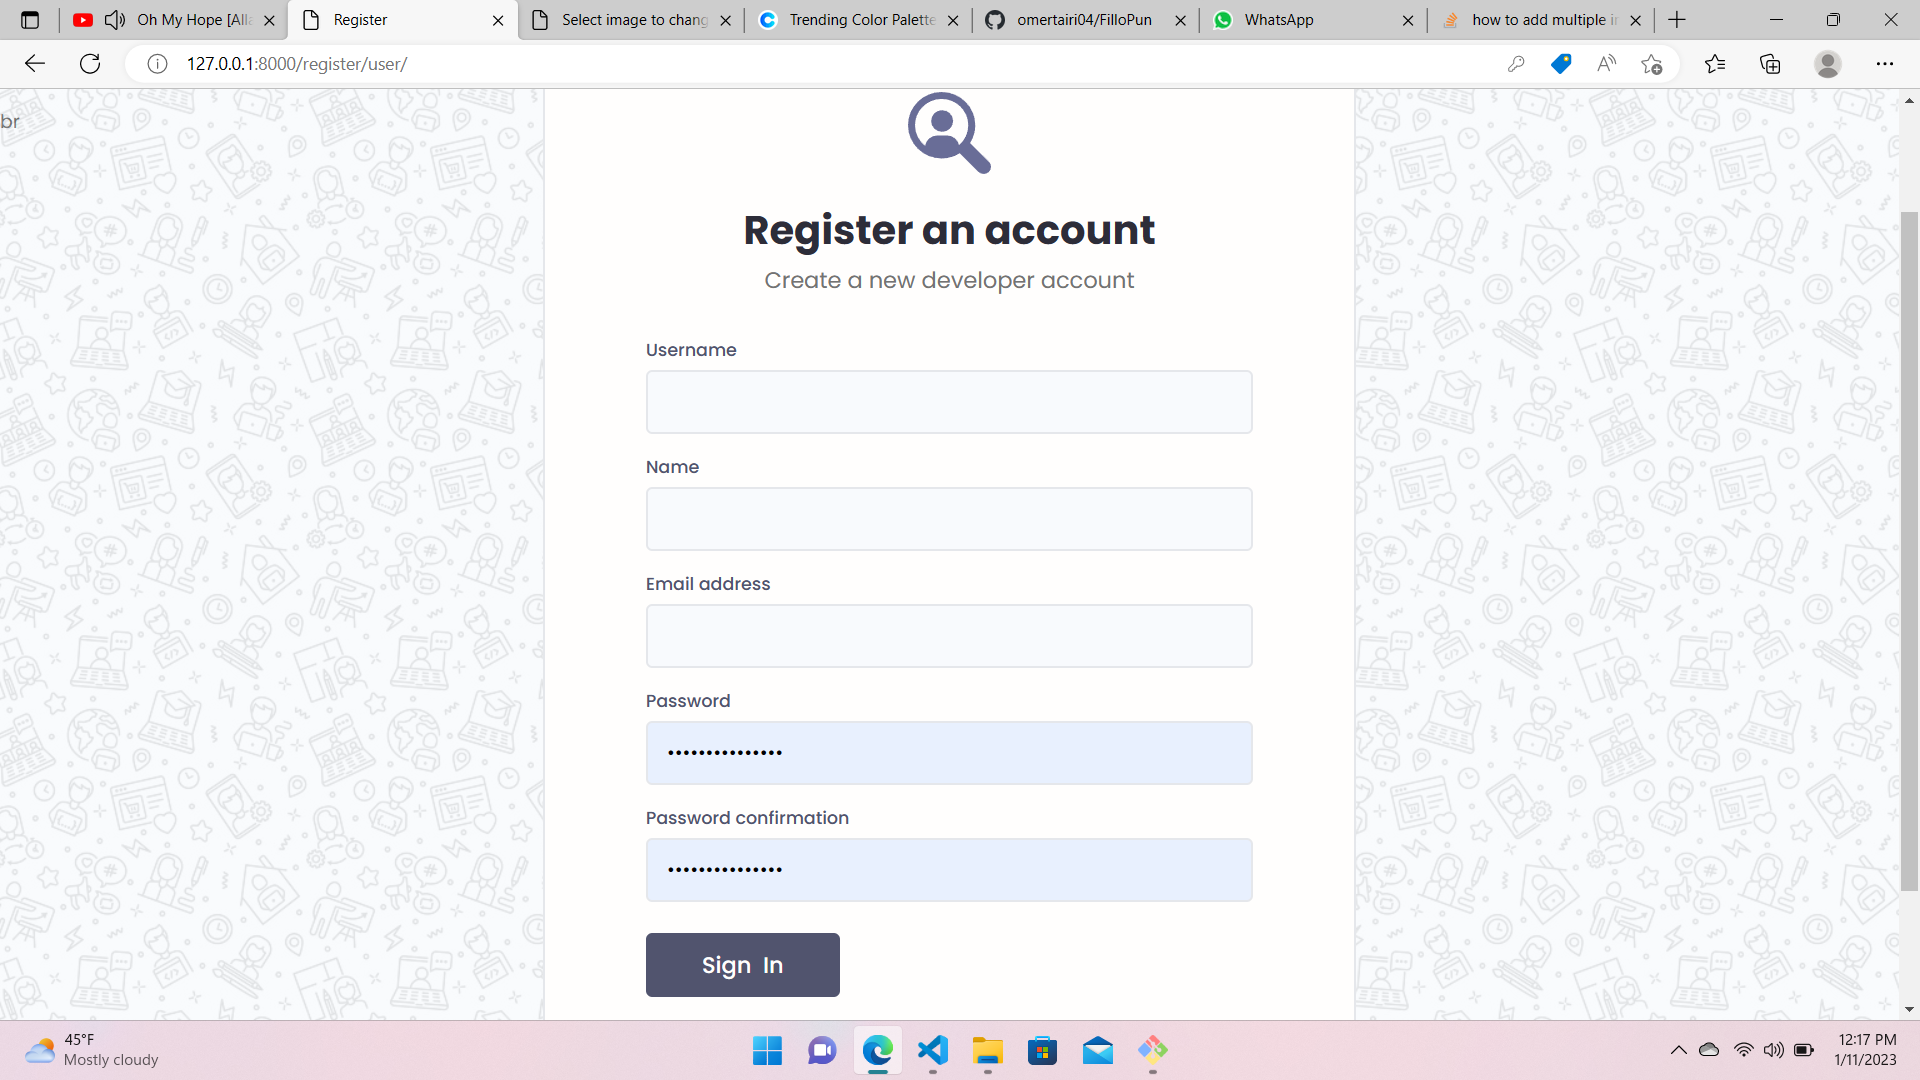 Oh My Hope [Alla
Register
Select image to chang
Trending Color Palette
omertairi04/FilloPun
WhatsApp
how to add multiple i
127.0.0.1:8000/register/user/
br
Register an account
Create a new developer account
Username
Name
Email address
Password
•••••••••••••••
Password confirmation
•••••••••••••••
Sign In
45°F
Mostly cloudy
12:17 PM
1/11/2023